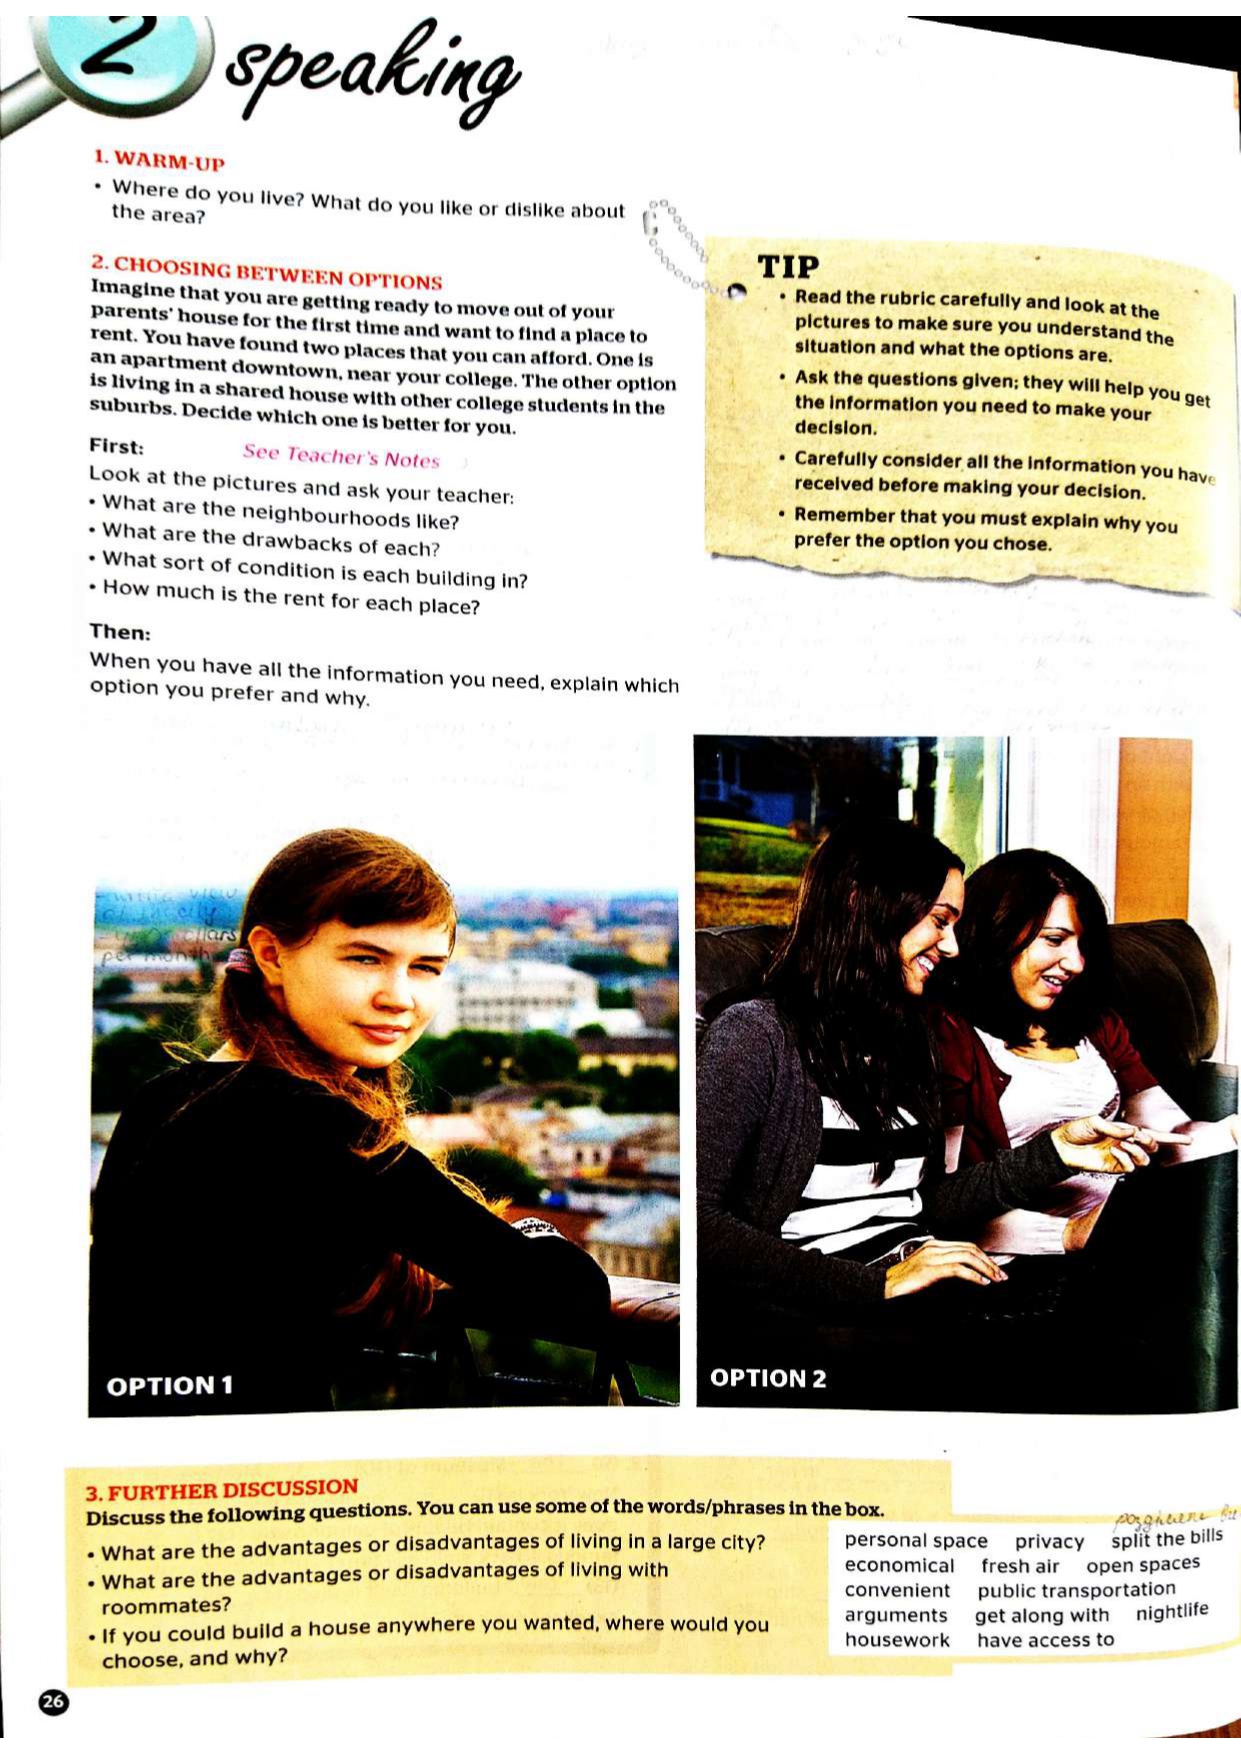 2 speaking
1. WARM-UP
• Where do you live? What do you like or dislike about
the area?
2. CHOOSING BETWEEN OPTIONS
Imagine that you are getting ready to move out of your
parents' house for the first time and want to find a place to
rent. You have found two places that you can afford. One is
an apartment downtown, near your college. The other option
is living in a shared house with other college students in the
suburbs. Decide which one is better for you.
First: See Teacher's Notes
Look at the pictures and ask your teacher:
• What are the neighbourhoods like?
• What are the drawbacks of each?
• What sort of condition is each building in?
• How much is the rent for each place?
Then:
When you have all the information you need, explain which
option you prefer and why.
TIP
• Read the rubric carefully and look at the
pictures to make sure you understand the
situation and what the options are.
• Ask the questions given; they will help you get
the information you need to make your
decision.
• Carefully consider all the information you have
received before making your decision.
• Remember that you must explain why you
prefer the option you chose.
view
per month
OPTION 1
OPTION 2
3. FURTHER DISCUSSION
Discuss the following questions. You can use some of the words/phrases in the box.
• What are the advantages or disadvantages of living in a large city?
• What are the advantages or disadvantages of living with
roommates?
• If you could build a house anywhere you wanted, where would you
choose, and why?
personal space privacy split the bills
economical fresh air open spaces
convenient public transportation
arguments get along with nightlife
housework have access to
26